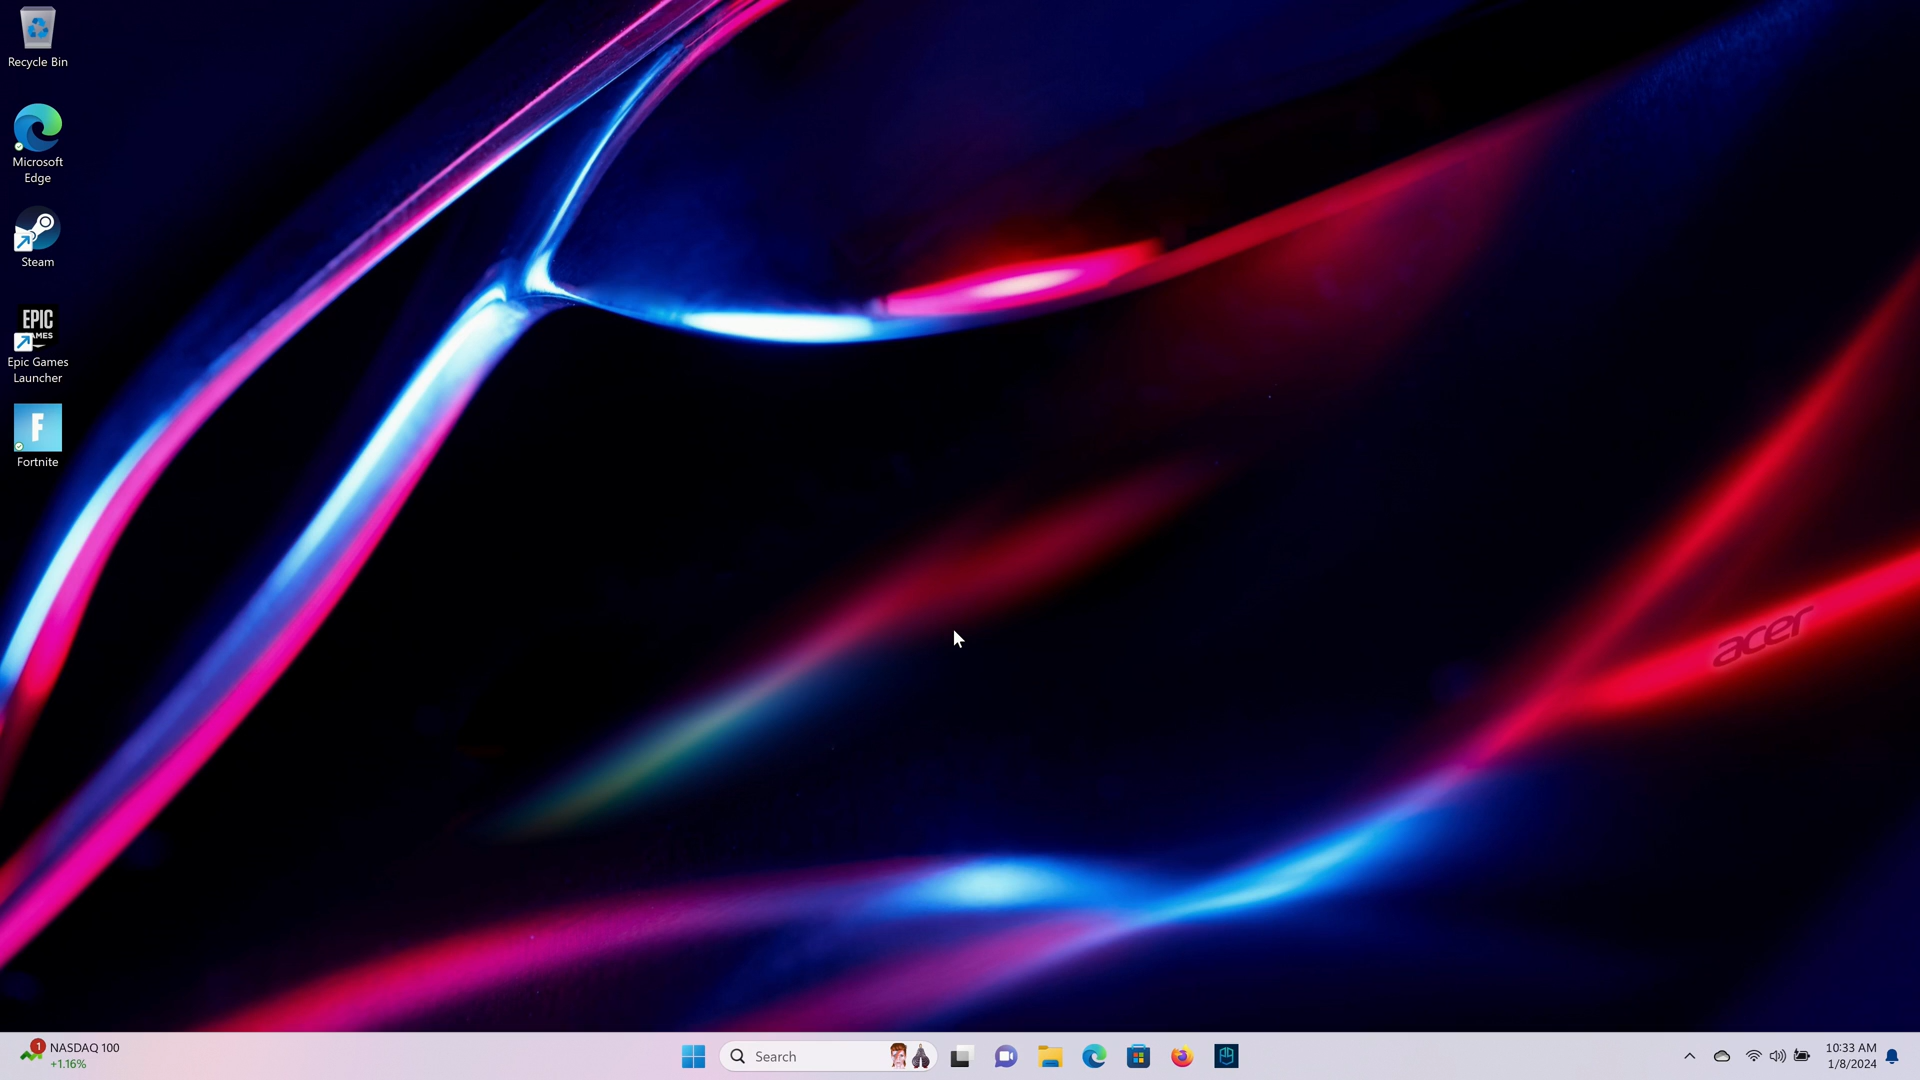 Recycle Bin
Microsoft
Edge
Steam
EPIC
Epic Games
Launcher
F
Fortnite
acer
1
NASDAQ 100
+1.16%
Search
10:33 AM
1/8/2024